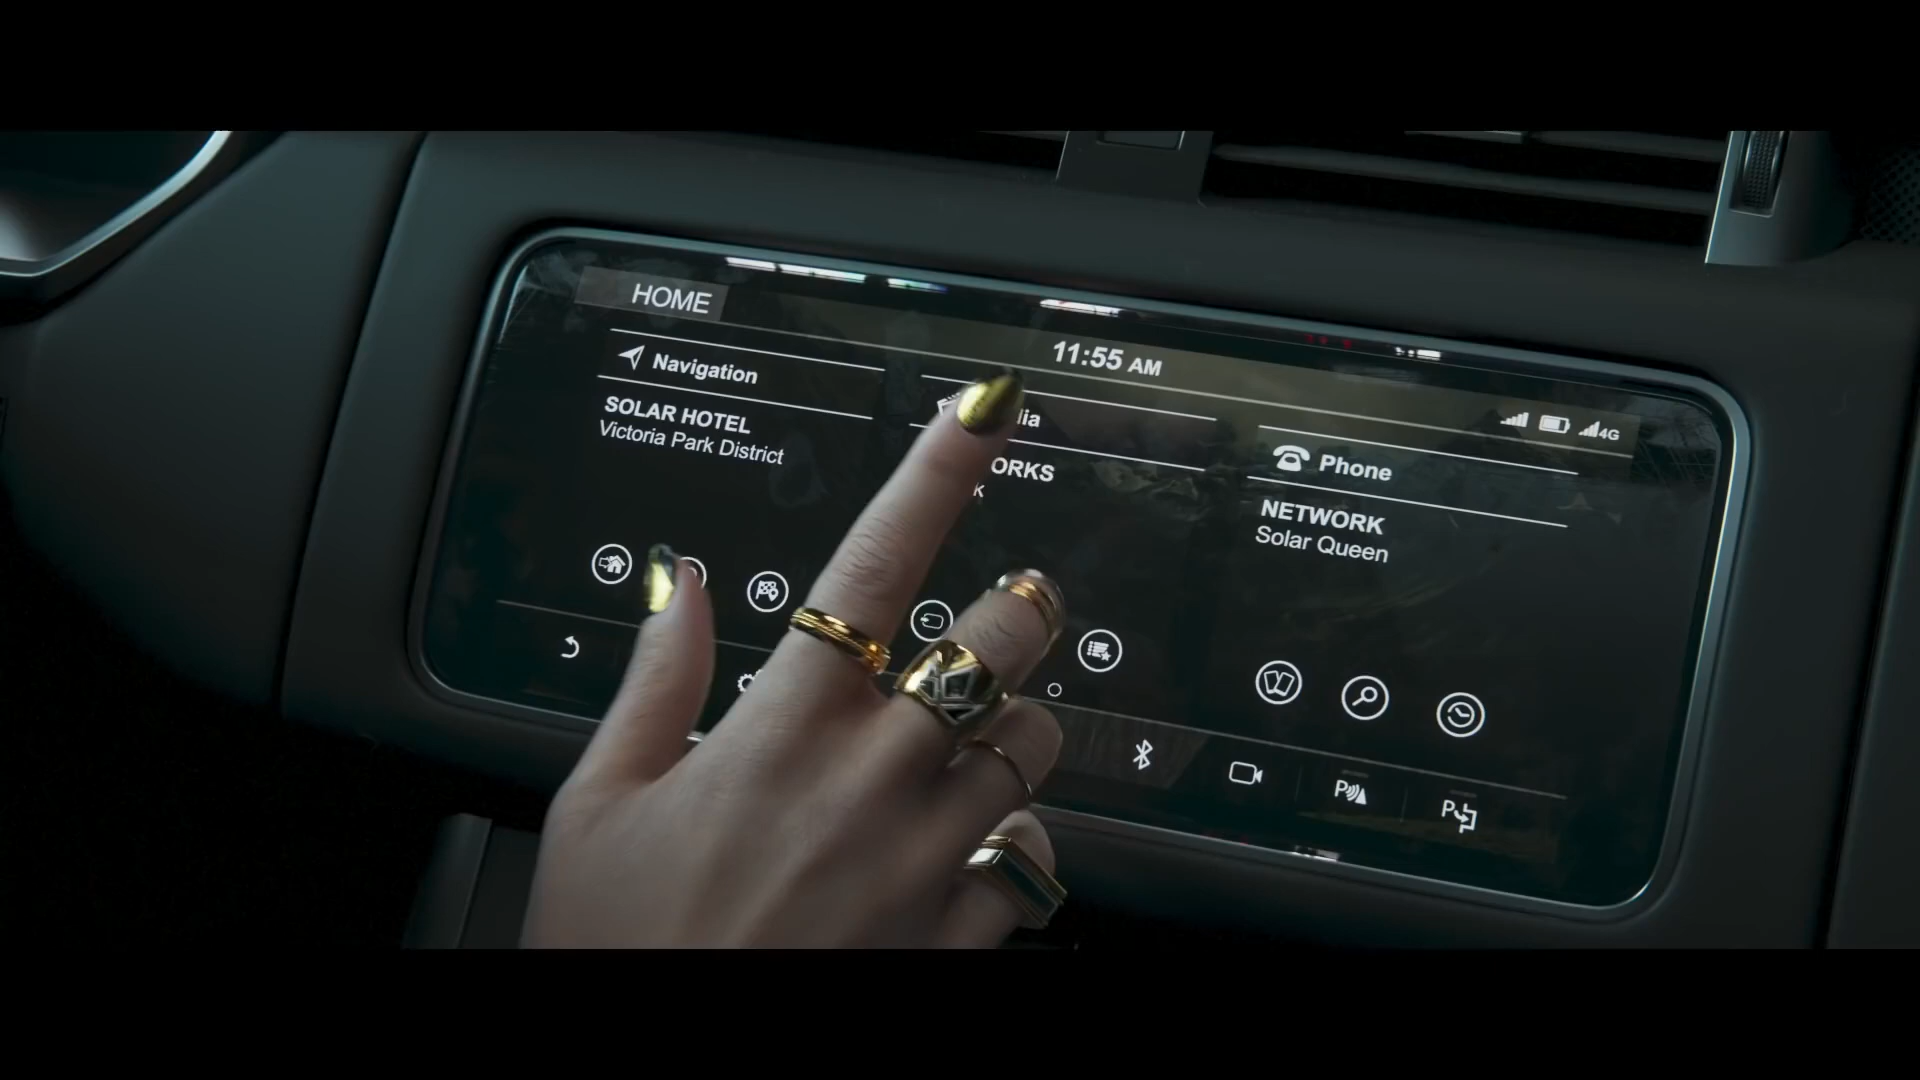 HOME
11:55 AM
4G
Navigation
SOLAR HOTEL
Victoria Park District
Phone
NETWORK
Solar Queen
P
P